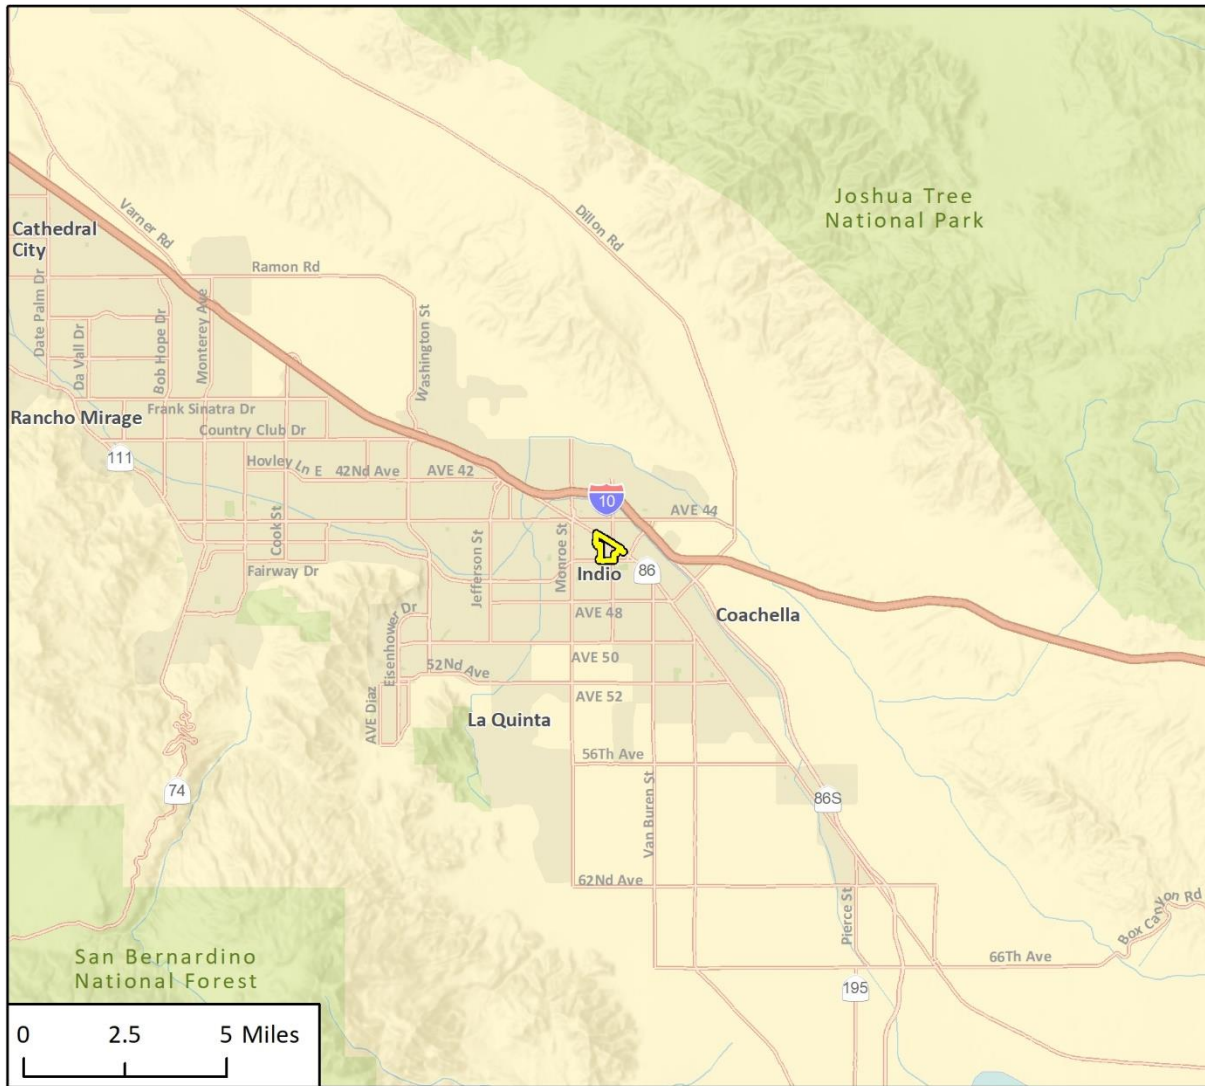 Joshua Tree
National Park
Cathedral
City
Varner Rd
Dillon Rd
Ramon Rd
Date Palm Dr
Da Vall Dr
Bob Hope Dr
Monterey Ave
Washington St
Rancho Mirage
Frank Sinatra Dr
Country Club Dr
111
Hovley Ln E
42Nd Ave
AVE 42
10
AVE 44
Cook St
Jefferson St
Monroe St
Fairway Dr
Indio
86
Eisenhower Dr
AVE 48
Coachella
AVE 50
52Nd Ave
AVE 52
AVE Diaz
La Quinta
56Th Ave
74
Van Buren St
86S
62Nd Ave
Pierce St
Box Canyon Rd
San Bernardino
National Forest
66Th Ave
195
0 2.5 5 Miles